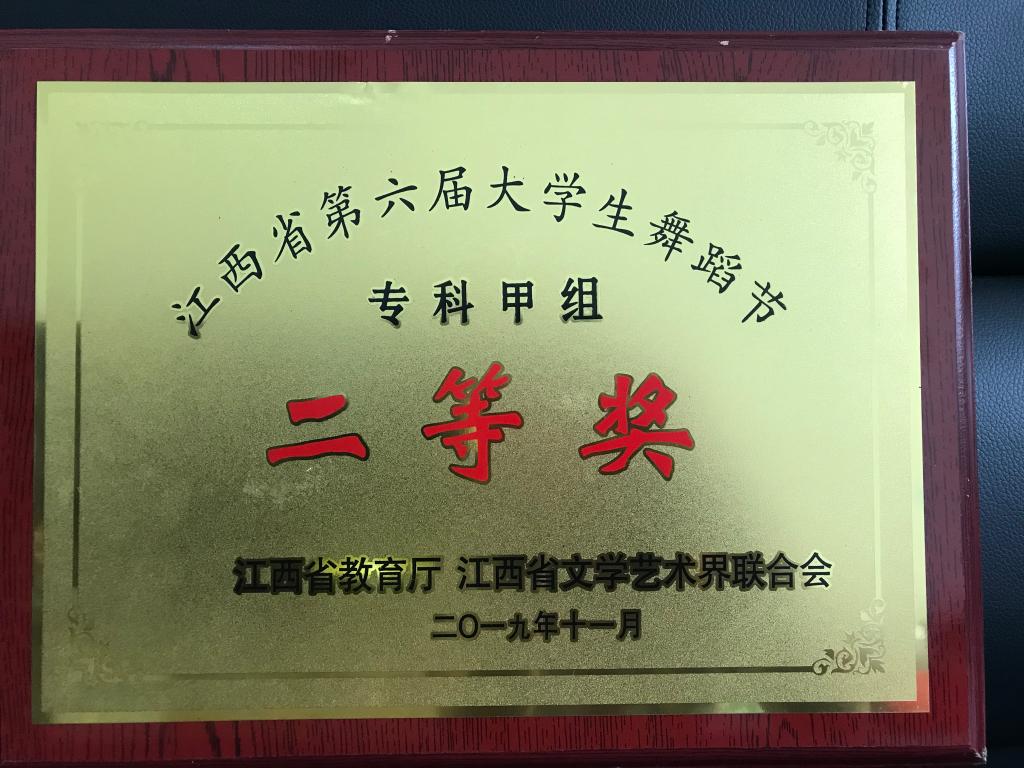 江西省第六届大学生舞蹈节
专科甲组
二等奖
江西省教育厅 江西省文学艺术界联合会
二〇一九年十一月